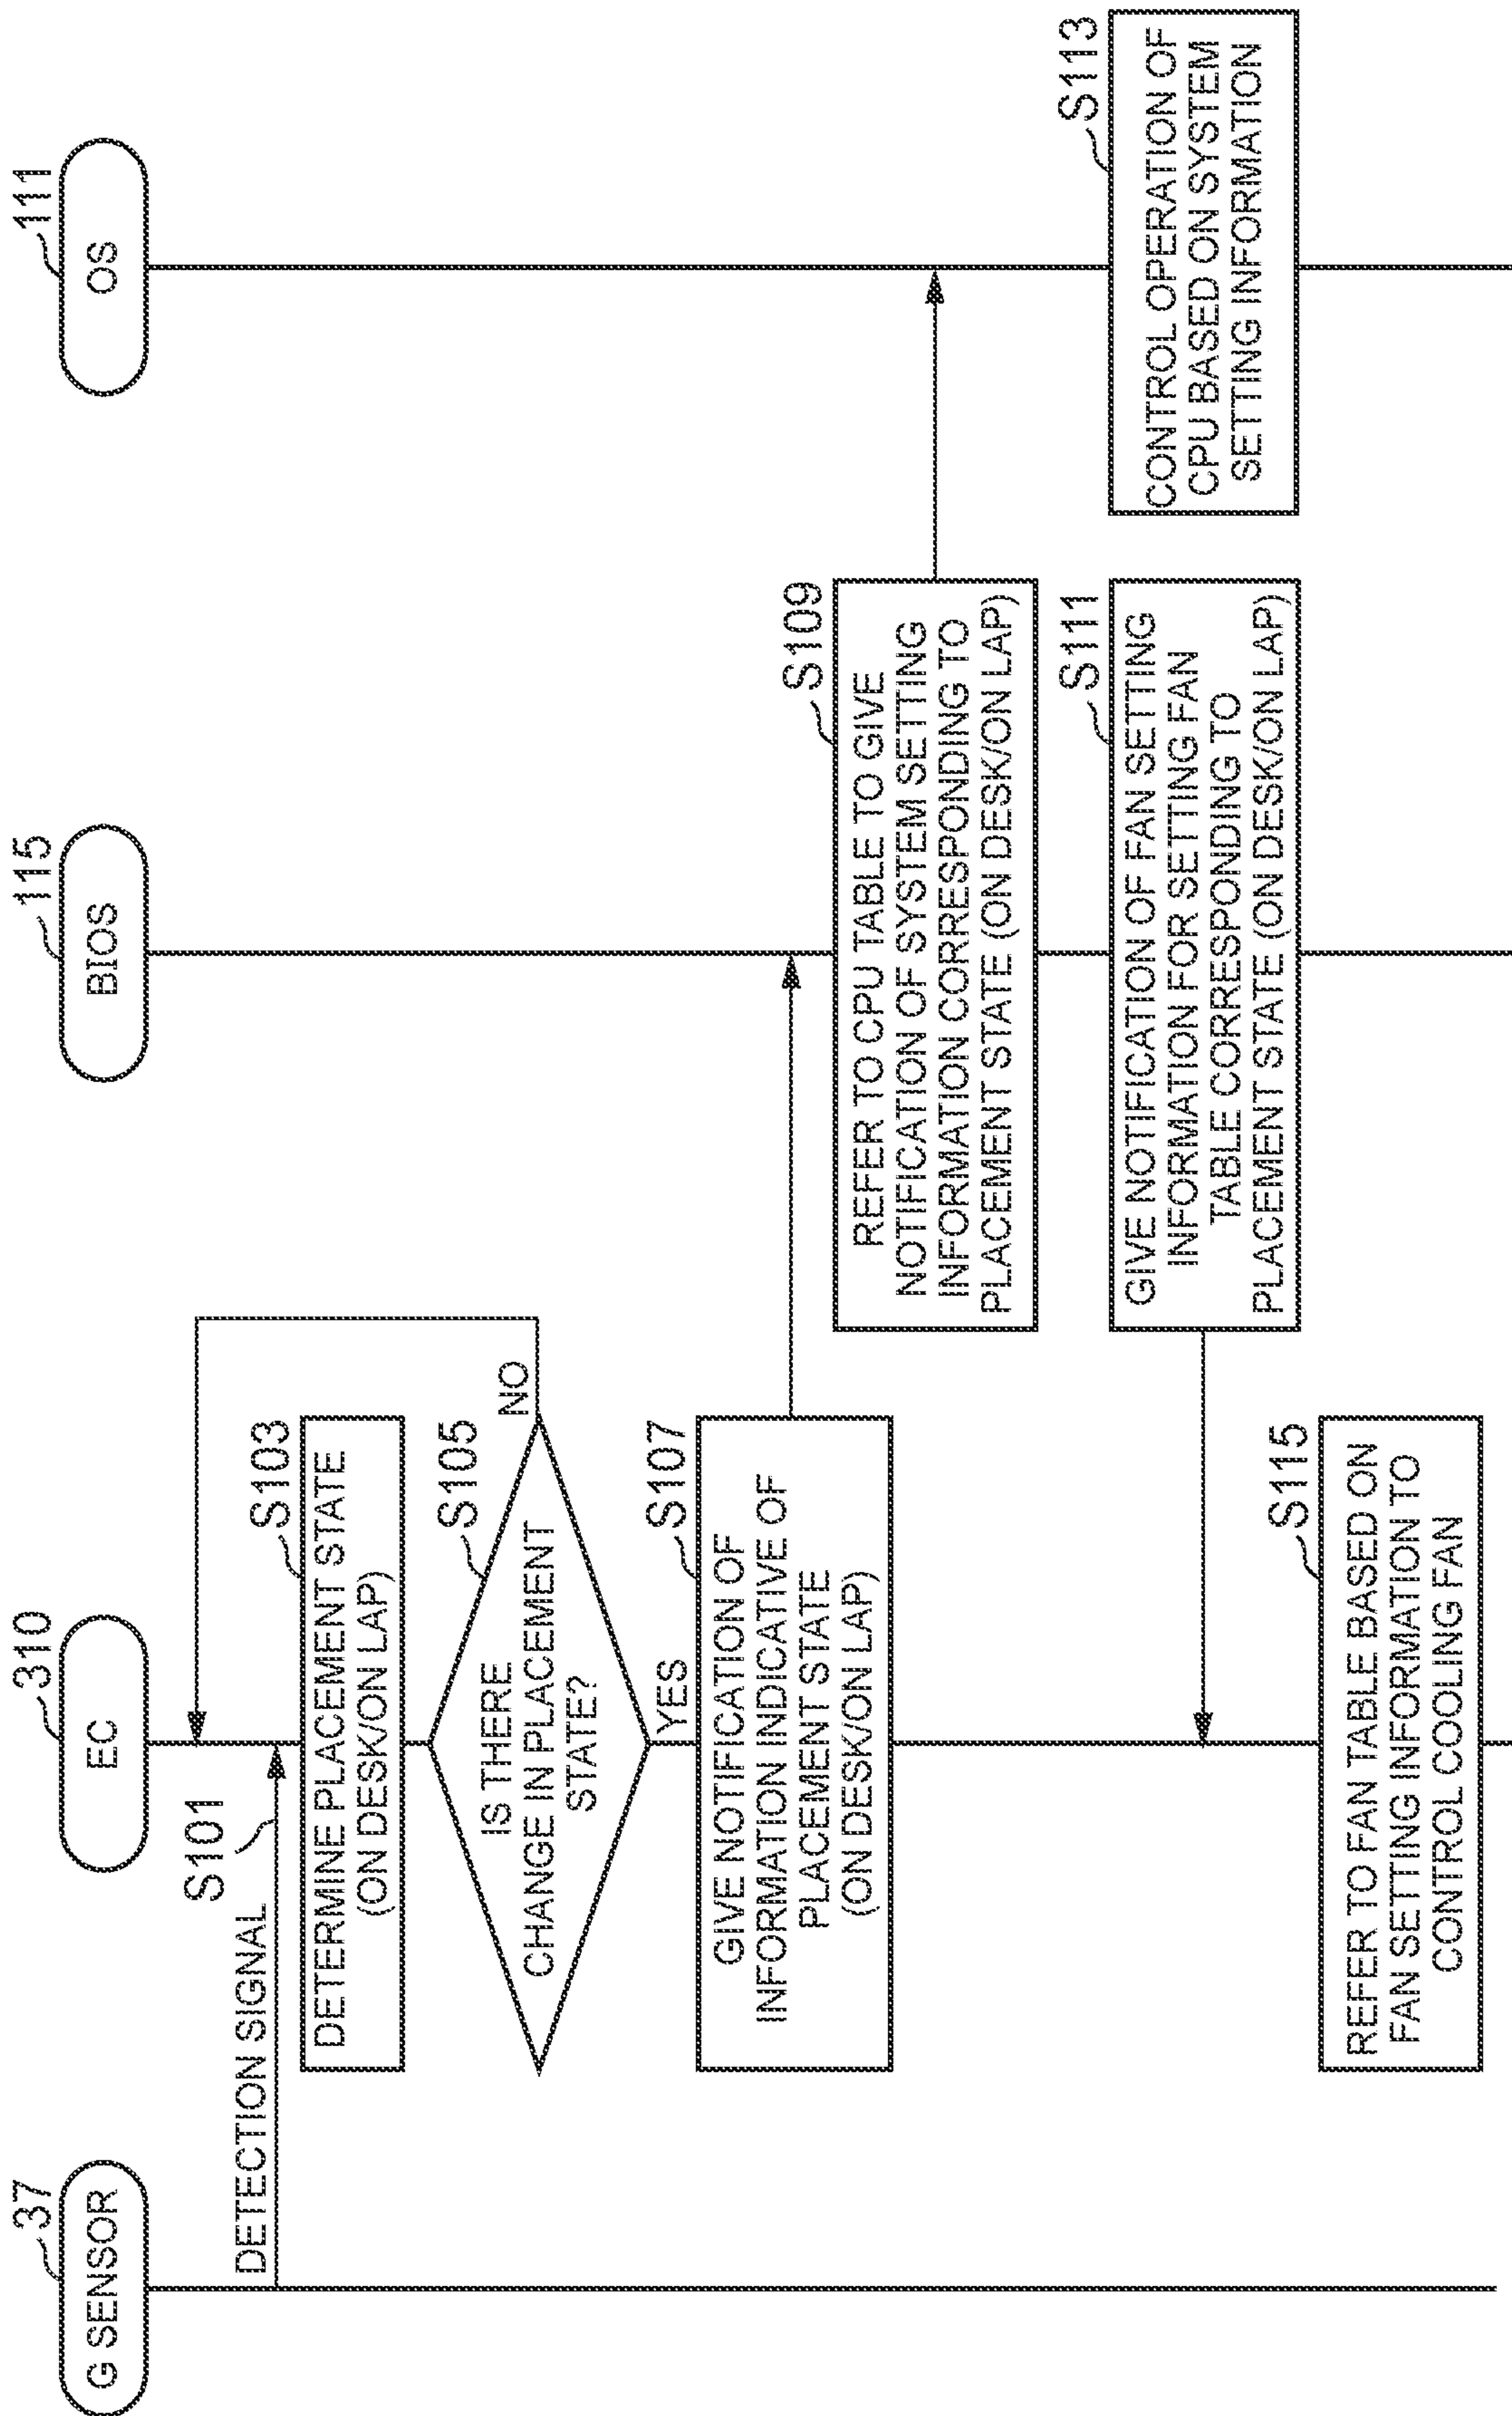 37
G SENSOR
310
EC
115
BIOS
111
OS
DETECTION SIGNAL
S101
S103
DETERMINE PLACEMENT STATE
(ON DESK/ON LAP)
S105
IS THERE
CHANGE IN PLACEMENT
STATE?
NO
YES
S107
GIVE NOTIFICATION OF
INFORMATION INDICATIVE OF
PLACEMENT STATE
(ON DESK/ON LAP)
S109
REFER TO CPU TABLE TO GIVE
NOTIFICATION OF SYSTEM SETTING
INFORMATION CORRESPONDING TO
PLACEMENT STATE (ON DESK/ON LAP)
S111
GIVE NOTIFICATION OF FAN SETTING
INFORMATION FOR SETTING FAN
TABLE CORRESPONDING TO
PLACEMENT STATE (ON DESK/ON LAP)
S113
CONTROL OPERATION OF
CPU BASED ON SYSTEM
SETTING INFORMATION
S115
REFER TO FAN TABLE BASED ON
FAN SETTING INFORMATION TO
CONTROL COOLING FAN